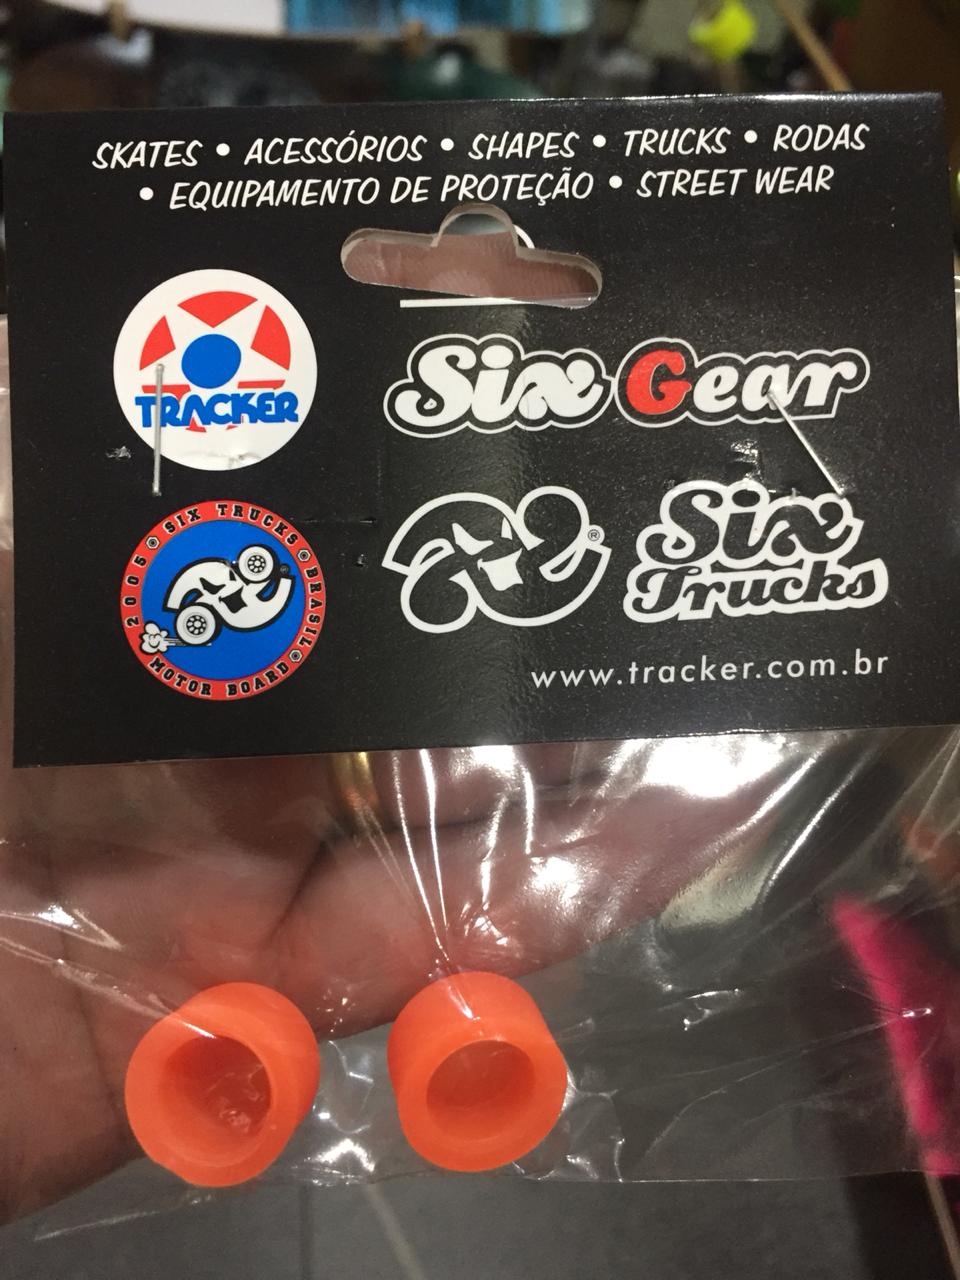 SKATES • ACESSÓRIOS • SHAPES • TRUCKS • RODAS
• EQUIPAMENTO DE PROTEÇÃO • STREET WEAR
TRACKER
Six Gear
2005 • SIX TRUCKS • BRASIL • MOTOR BOARD
®
Six
Trucks
www.tracker.com.br